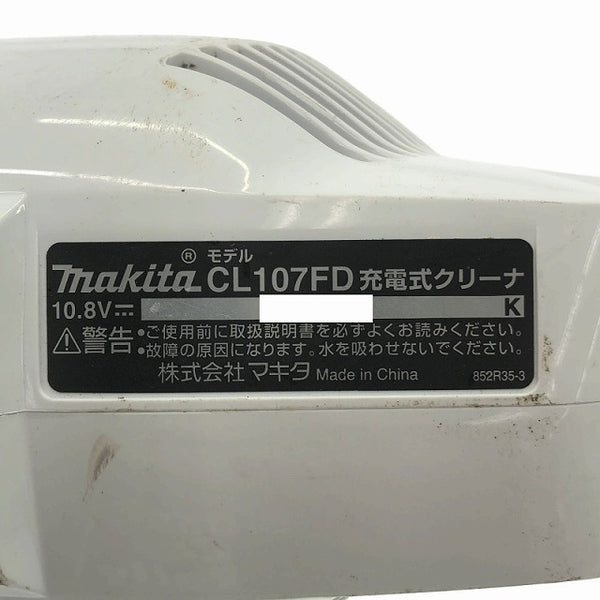 makita® モデル CL107FD 充電式クリーナ
10.8V⎓ K
⚠警告 •ご使用前に取扱説明書を必ずよくお読みください。
•故障の原因になります。水を吸わせないでください。
株式会社マキタ Made in China 852R35-3